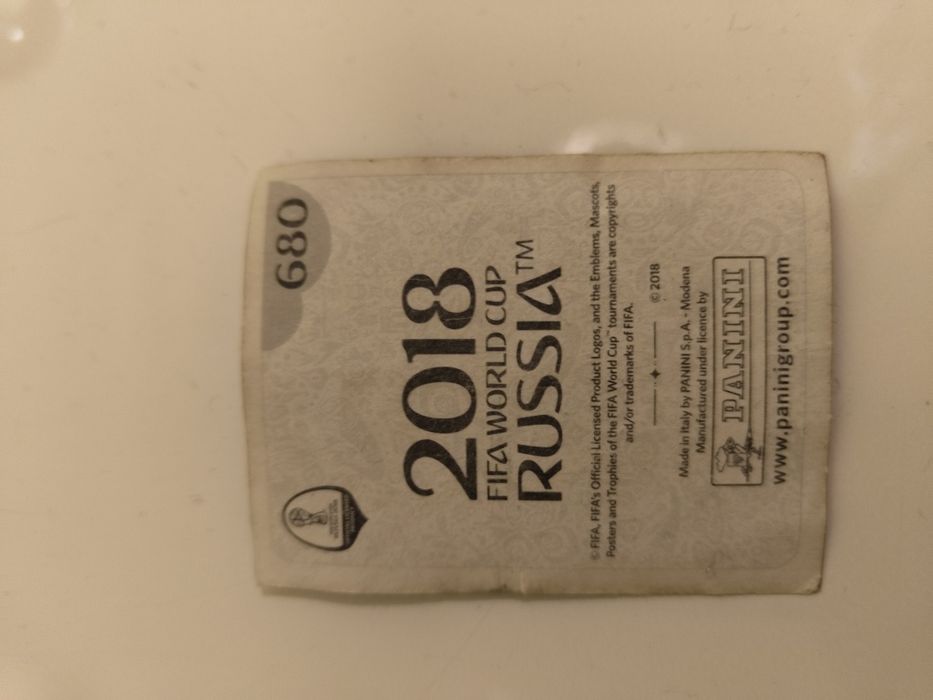 680
2018
FIFA WORLD CUP
RUSSIA™
© FIFA, FIFA's Official Licensed Product Logos, and the Emblems, Mascots,
Posters and Trophies of the FIFA World Cup™ tournaments are copyrights
and/or trademarks of FIFA.
© 2018
Made in Italy by PANINI S.p.A. - Modena
Manufactured under licence by
PANINI
www.paninigroup.com